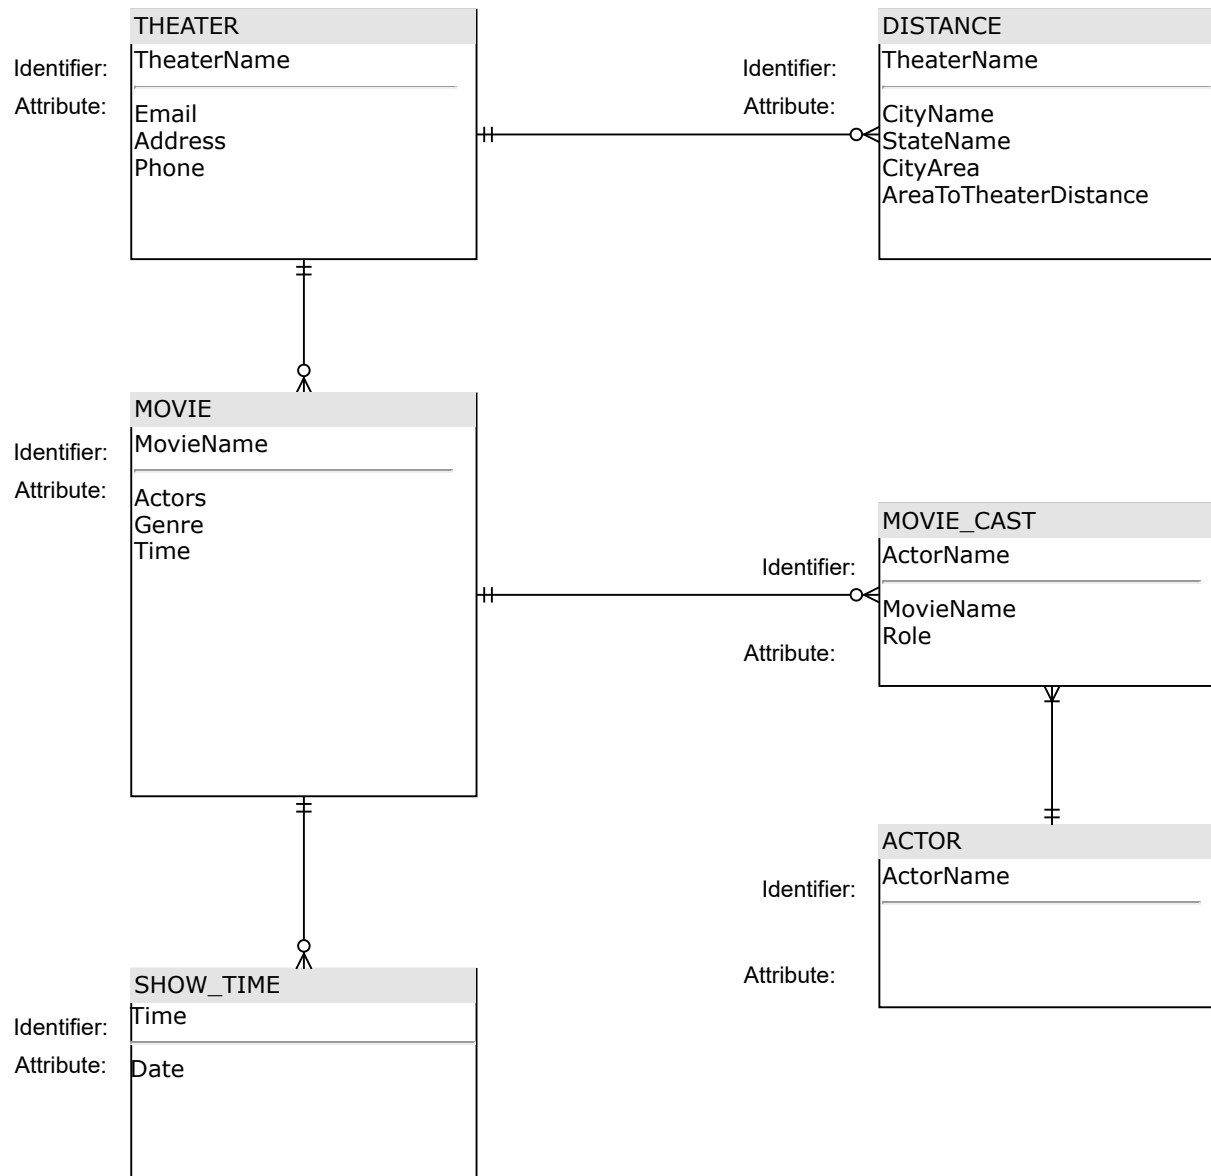 THEATER
Identifier:
TheaterName
Attribute:
Email
Address
Phone
DISTANCE
Identifier:
TheaterName
Attribute:
CityName
StateName
CityArea
AreaToTheaterDistance
MOVIE
Identifier:
MovieName
Attribute:
Actors
Genre
Time
MOVIE_CAST
Identifier:
ActorName
Attribute:
MovieName
Role
ACTOR
Identifier:
ActorName
Attribute:
SHOW_TIME
Identifier:
Time
Attribute:
Date